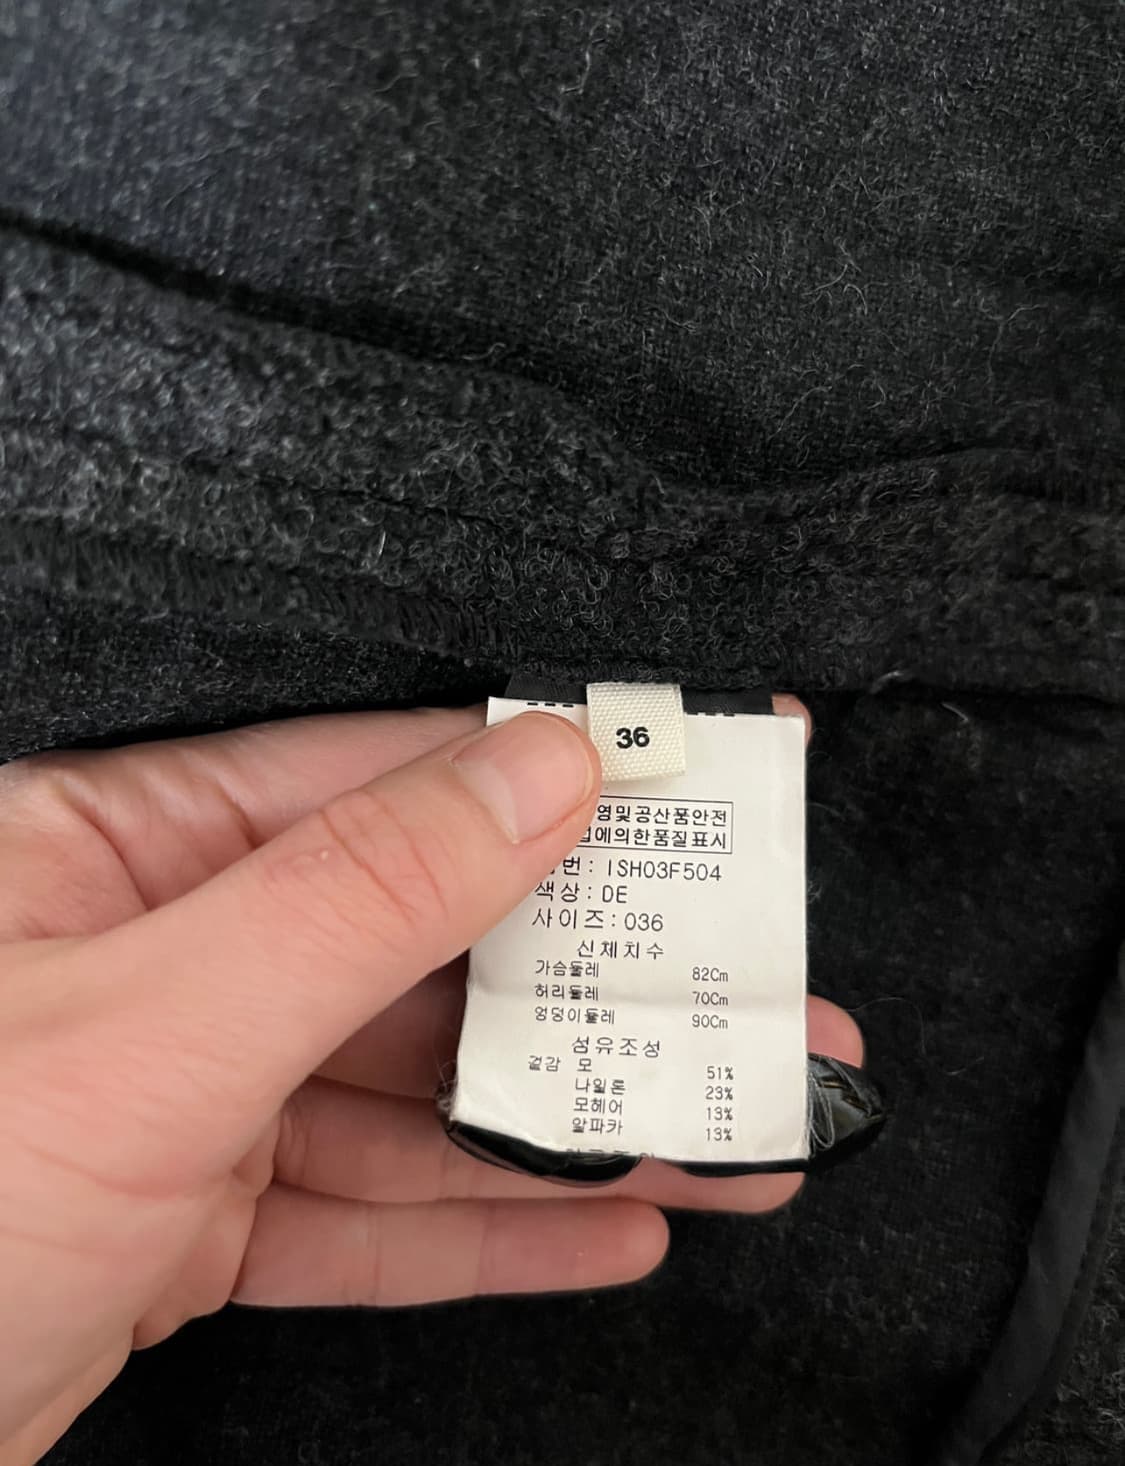 36
영및공산품안전
에의한품질표시
번: ISH03F504
색상: DE
사이즈: 036
신체치수
가슴둘레 82Cm
허리둘레 70Cm
엉덩이둘레 90Cm
섬유조성
겉감 모 51%
나일론 23%
모헤어 13%
알파카 13%